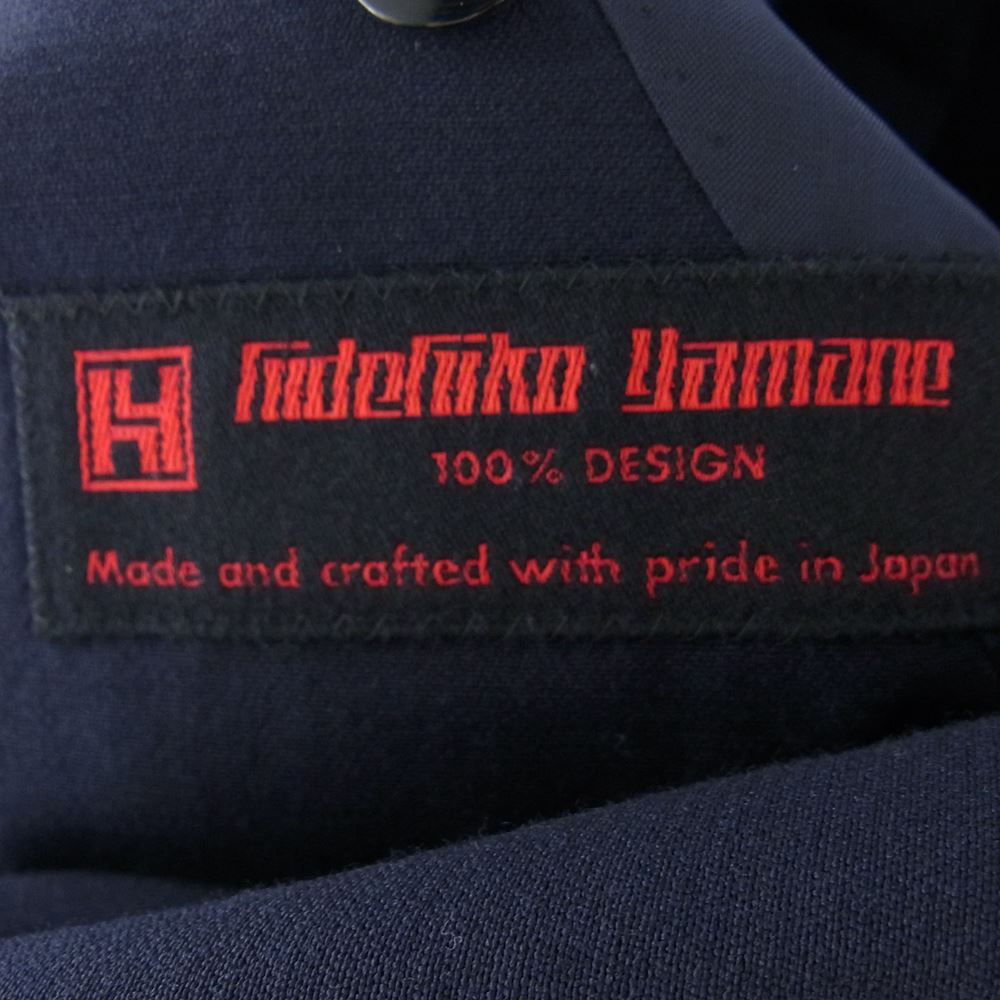 H Hidehiko Yamane
100% DESIGN
Made and crafted with pride in Japan